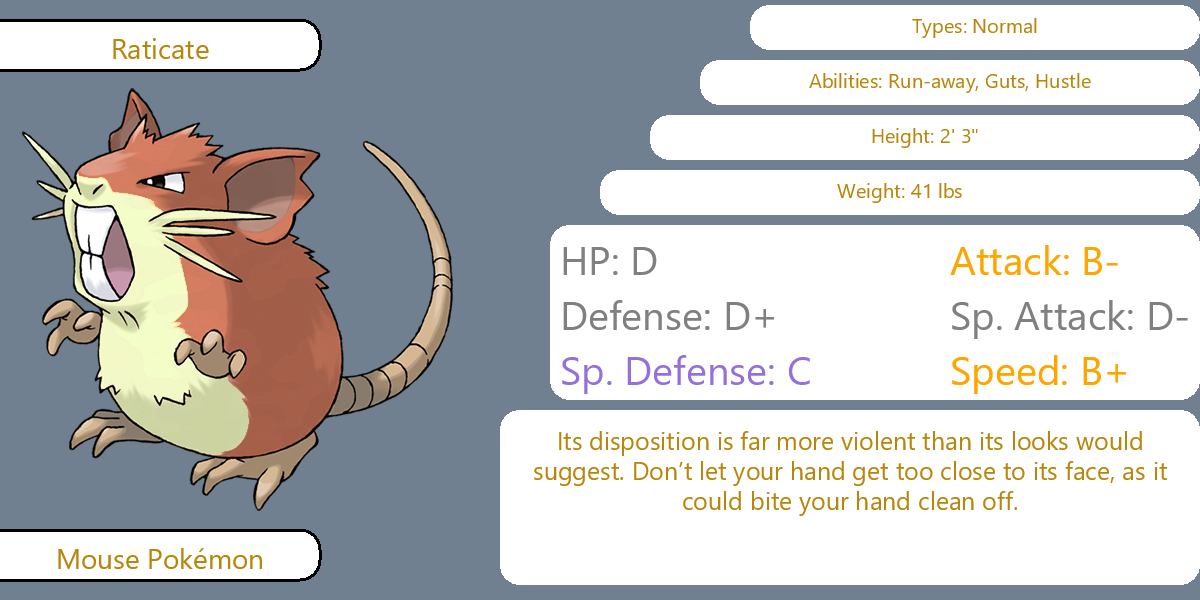 Raticate
Types: Normal
Abilities: Run-away, Guts, Hustle
Height: 2' 3"
Weight: 41 lbs
HP: D
Attack: B-
Defense: D+
Sp. Attack: D-
Sp. Defense: C
Speed: B+
Its disposition is far more violent than its looks would
suggest. Don’t let your hand get too close to its face, as it
could bite your hand clean off.
Mouse Pokémon